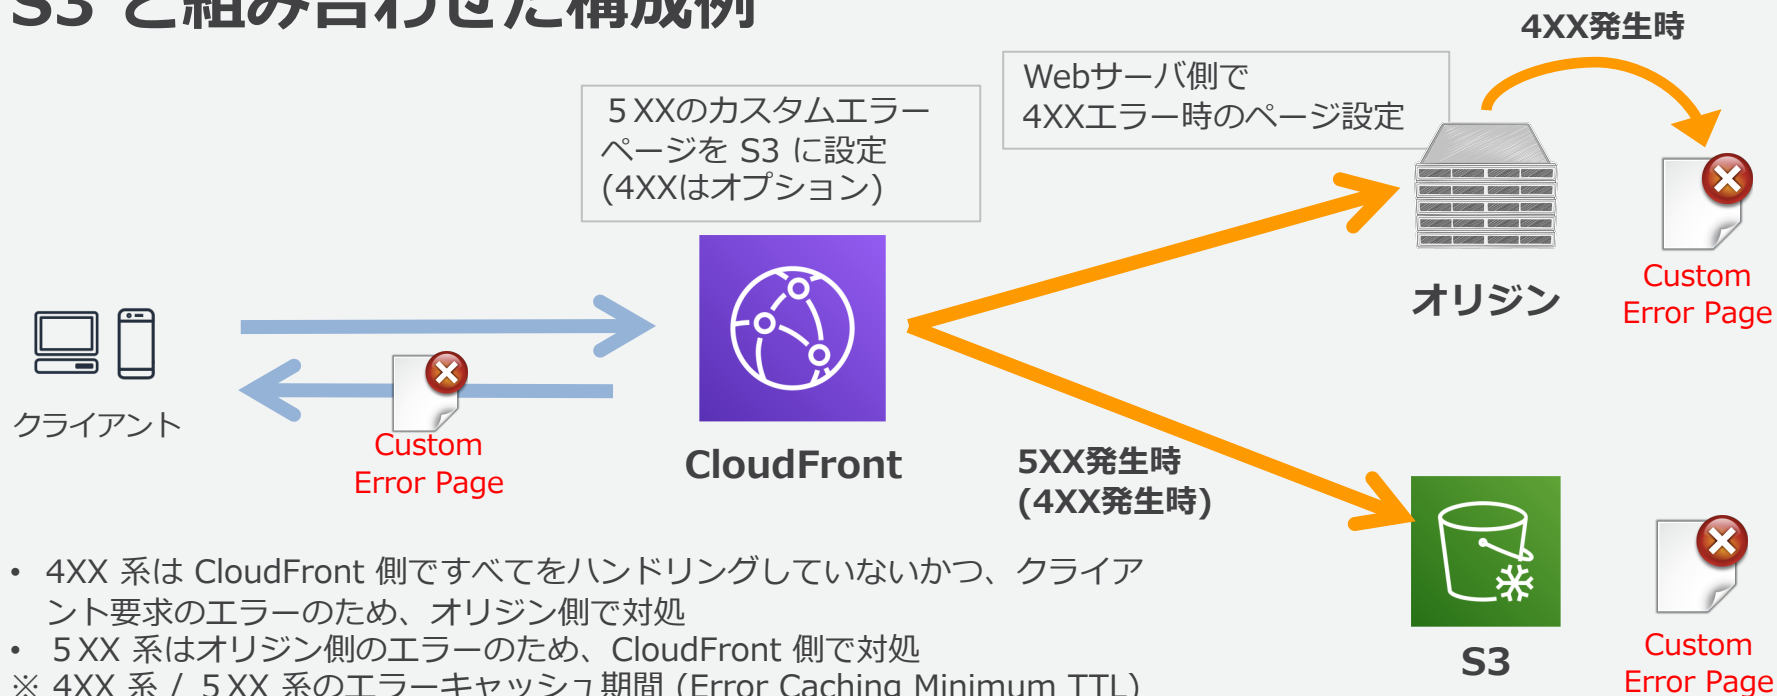 S3 と組み合わせた構成例
4XX発生時
５XXのカスタムエラー
ページを S3 に設定
(4XXはオプション)
Webサーバ側で
4XXエラー時のページ設定
オリジン
Custom
Error Page
クライアント
Custom
Error Page
CloudFront
5XX発生時
(4XX発生時)
S3
Custom
Error Page
• 4XX 系は CloudFront 側ですべてをハンドリングしていないかつ、クライア
ント要求のエラーのため、オリジン側で対処
• ５XX 系はオリジン側のエラーのため、CloudFront 側で対処
※ 4XX 系 / ５XX 系のエラーキャッシュ期間 (Error Caching Minimum TTL)